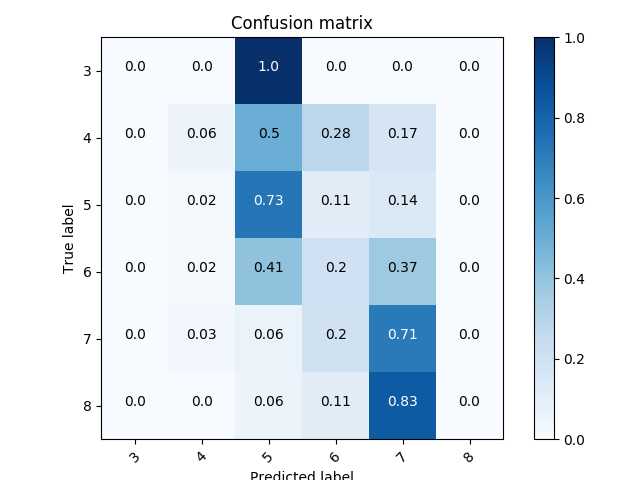 Confusion matrix
3 0.0 0.0 1.0 0.0 0.0 0.0
4 0.0 0.06 0.5 0.28 0.17 0.0
5 0.0 0.02 0.73 0.11 0.14 0.0
6 0.0 0.02 0.41 0.2 0.37 0.0
7 0.0 0.03 0.06 0.2 0.71 0.0
8 0.0 0.0 0.06 0.11 0.83 0.0
3 4 5 6 7 8
True label
Predicted label
1.0
0.8
0.6
0.4
0.2
0.0